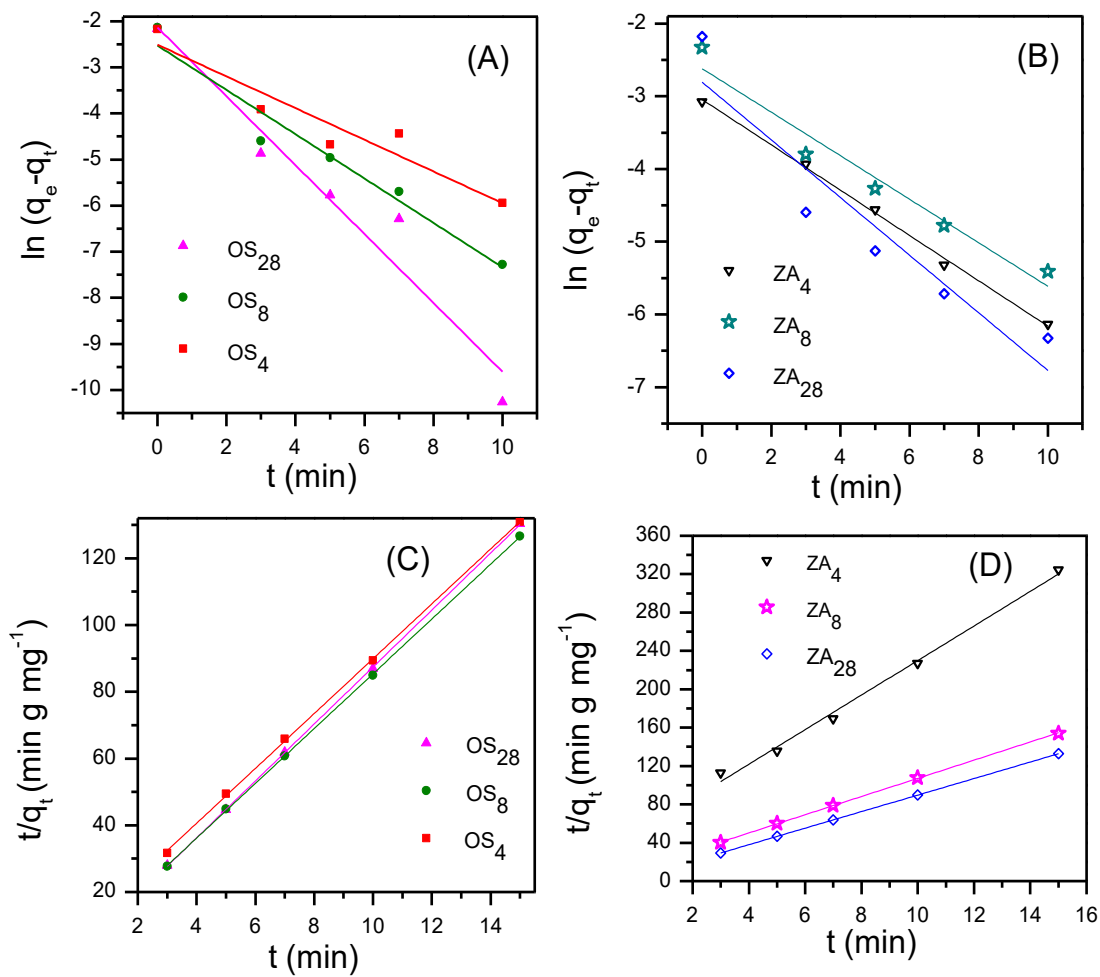 (A)
ln (qe-qt)
-2
-3
-4
-5
-6
-7
-8
-9
-10
OS28
OS8
OS4
0 2 4 6 8 10
t (min)
(B)
ln (qe-qt)
-2
-3
-4
-5
-6
-7
ZA4
ZA8
ZA28
0 2 4 6 8 10
t (min)
(C)
t/qt (min g mg-1)
120
100
80
60
40
20
OS28
OS8
OS4
2 4 6 8 10 12 14
t (min)
(D)
t/qt (min g mg-1)
360
320
280
240
200
160
120
80
40
0
ZA4
ZA8
ZA28
2 4 6 8 10 12 14 16
t (min)